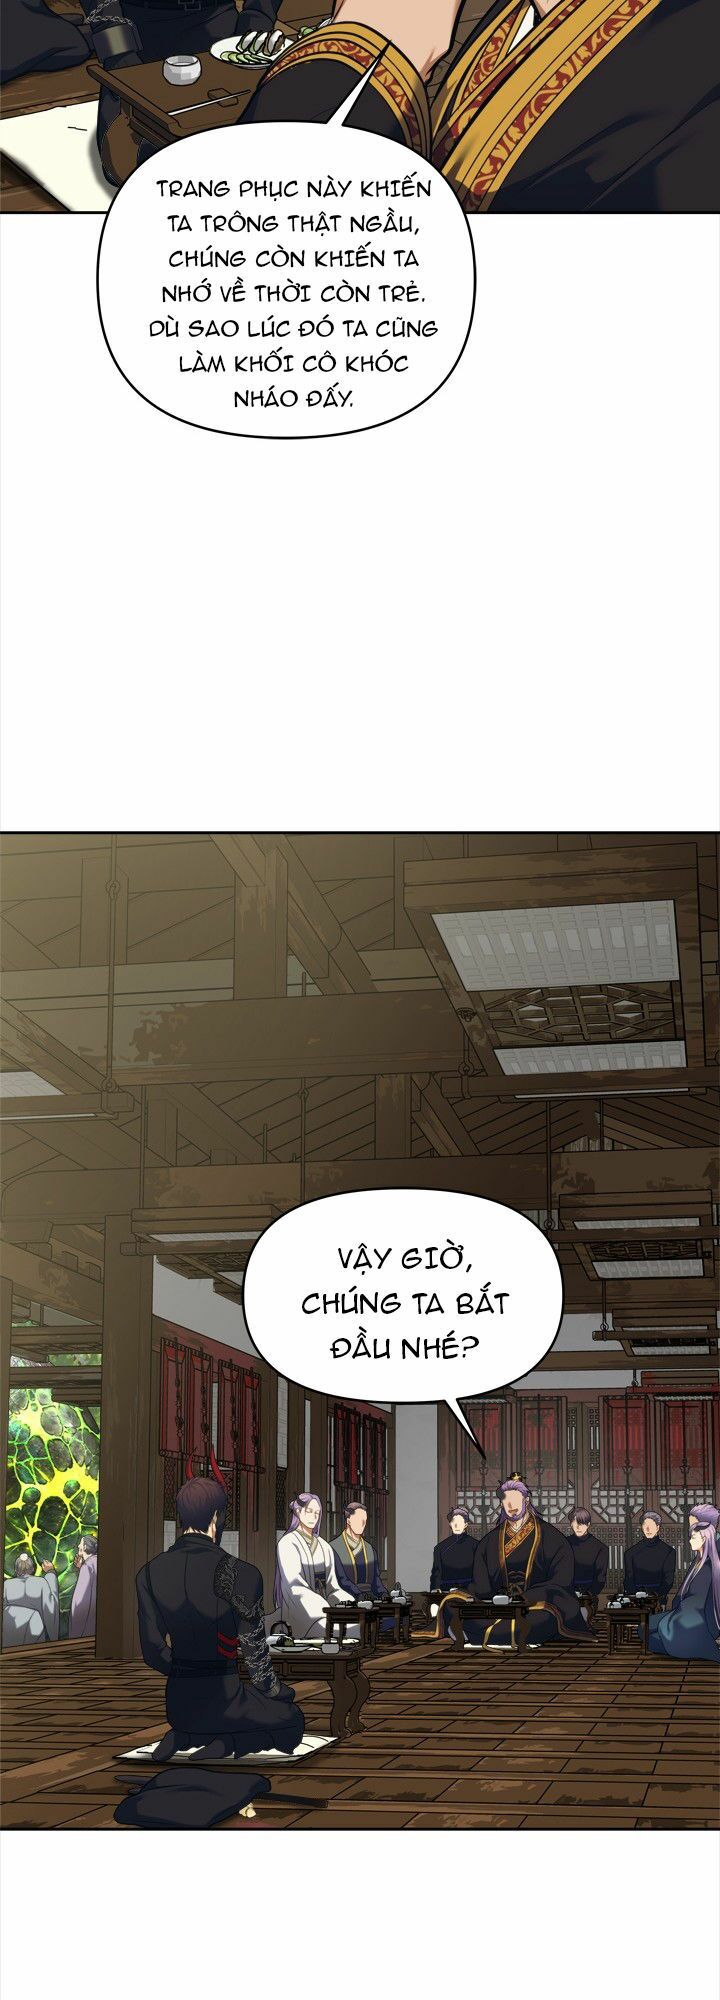 TRANG PHỤC NÀY KHIẾN
TA TRÔNG THẬT NGẦU,
CHÚNG CÒN KHIẾN TA
NHỚ VỀ THỜI CÒN TRẺ.
DÙ SAO LÚC ĐÓ TA CŨNG
LÀM KHỐI CÔ KHÓC
NHÁO ĐẤY.
VẬY GIỜ,
CHÚNG TA BẮT
ĐẦU NHÉ?